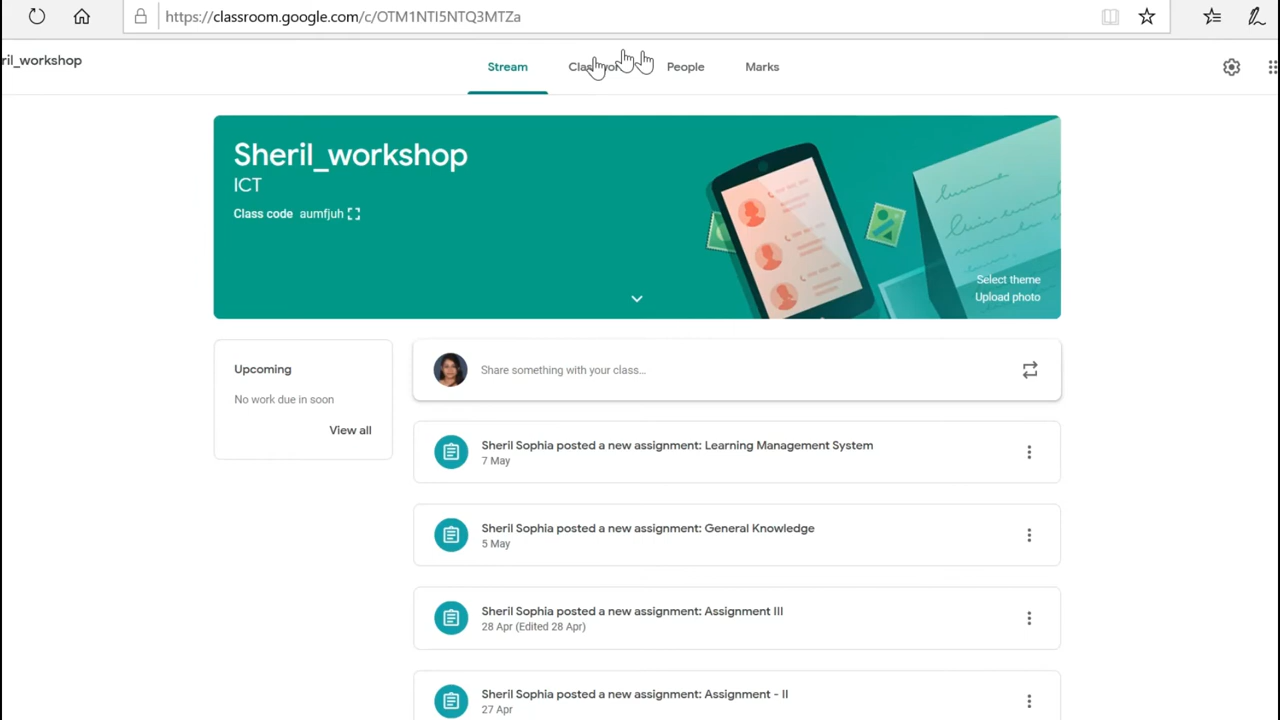 https://classroom.google.com/c/OTM1NTI5NTQ3MTZa
ril_workshop
Stream
People
Marks
Sheril_workshop
ICT
Class code aumfjuh
Select theme
Upload photo
Upcoming
No work due in soon
View all
Share something with your class...
Sheril Sophia posted a new assignment: Learning Management System
7 May
Sheril Sophia posted a new assignment: General Knowledge
5 May
Sheril Sophia posted a new assignment: Assignment III
28 Apr (Edited 28 Apr)
Sheril Sophia posted a new assignment: Assignment - II
27 Apr